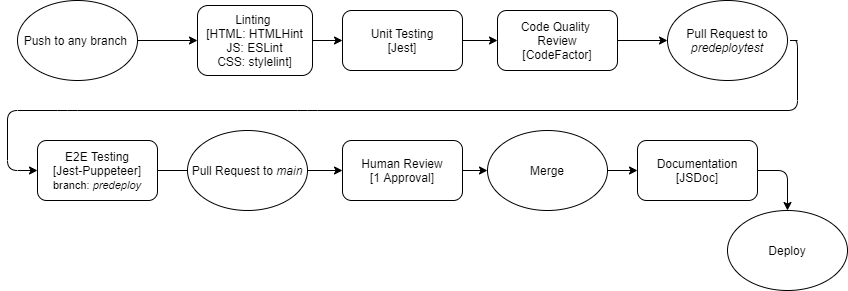 Push to any branch
Linting
[HTML: HTMLHint
JS: ESLint
CSS: stylelint]
Unit Testing
[Jest]
Code Quality
Review
[CodeFactor]
Pull Request to
predeploytest
E2E Testing
[Jest-Puppeteer]
branch: predeploy
Pull Request to main
Human Review
[1 Approval]
Merge
Documentation
[JSDoc]
Deploy